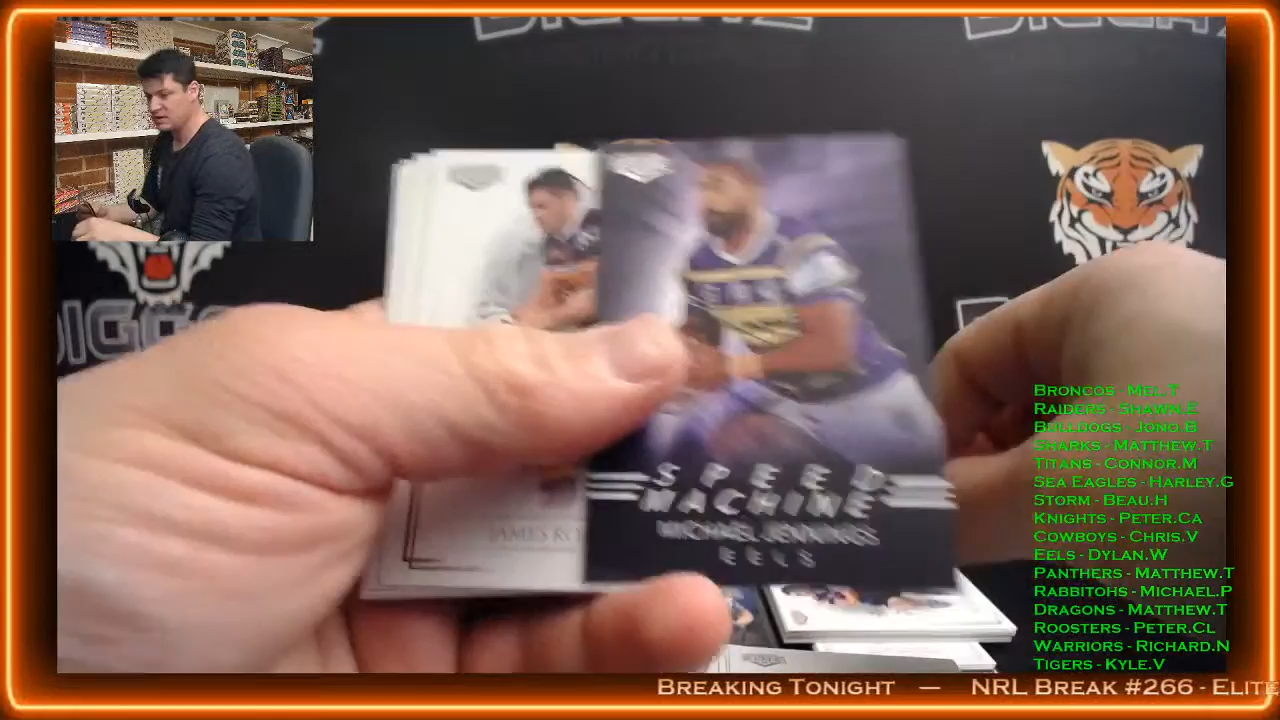 SPEED
MACHINE
MICHAEL JENNINGS
EELS
BRONCOS - MEL.T
RAIDERS - SHAWN.E
BULLDOGS - JONO.B
SHARKS - MATTHEW.T
TITANS - CONNOR.M
SEA EAGLES - HARLEY.G
STORM - BEAU.H
KNIGHTS - PETER.CA
COWBOYS - CHRIS.V
EELS - DYLAN.W
PANTHERS - MATTHEW.T
RABBITOHS - MICHAEL.P
DRAGONS - MATTHEW.T
ROOSTERS - PETER.CL
WARRIORS - RICHARD.N
TIGERS - KYLE.V
BREAKING TONIGHT — NRL BREAK #266 - ELITE